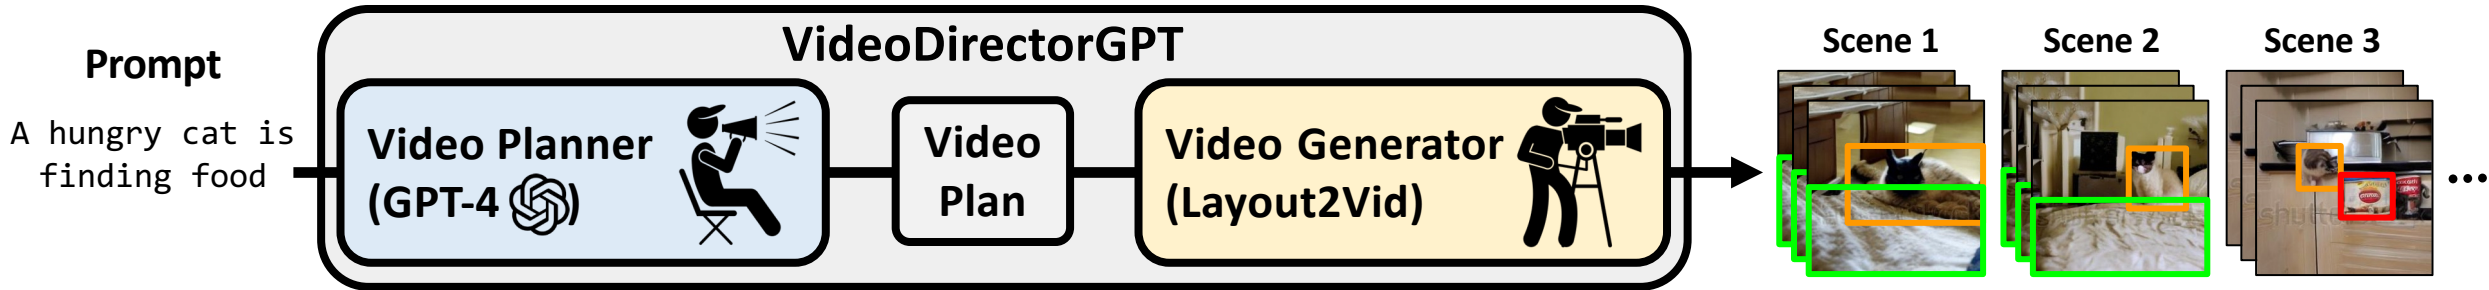 VideoDirectorGPT
Prompt
A hungry cat is
finding food
Video Planner
(GPT-4 )
Video
Plan
Video Generator
(Layout2Vid)
Scene 1
Scene 2
Scene 3
...